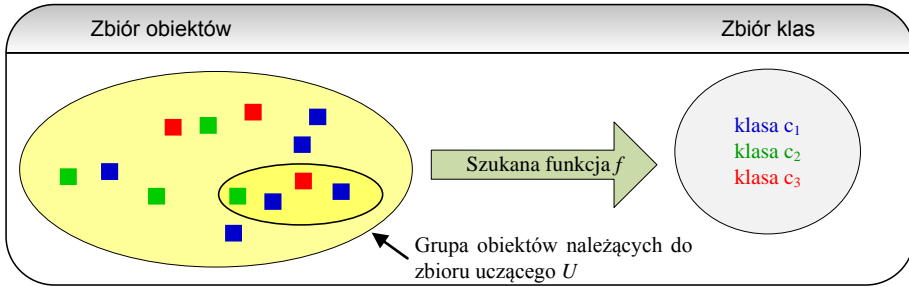 Zbiór obiektów
Zbiór klas
klasa c₁
klasa c₂
klasa c₃
Szukana funkcja f
Grupa obiektów należących do
zbioru uczącego U